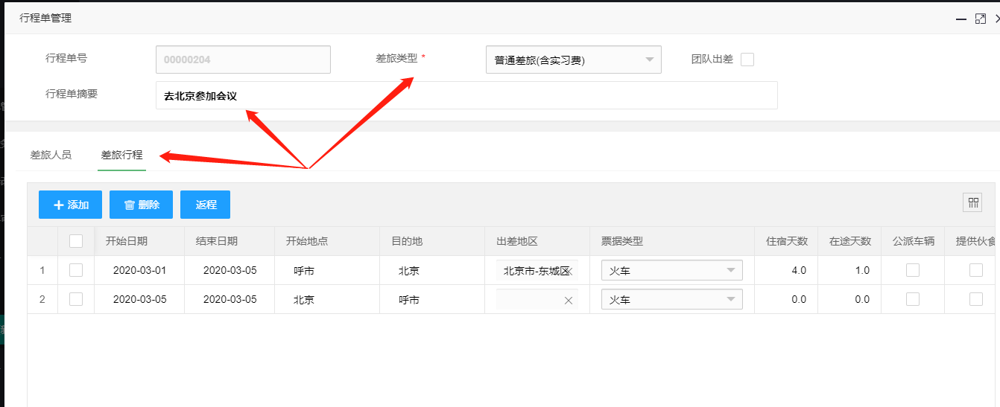 行程单管理
行程单号 00000204 差旅类型 * 普通差旅(含实习费) 团队出差
行程单摘要 去北京参加会议
差旅人员 差旅行程
添加 删除 返程
开始日期 结束日期 开始地点 目的地 出差地区 票据类型 住宿天数 在途天数 公派车辆 提供伙食
1 2020-03-01 2020-03-05 呼市 北京 北京市-东城区 火车 4.0 1.0
2 2020-03-05 2020-03-05 北京 呼市 火车 0.0 0.0